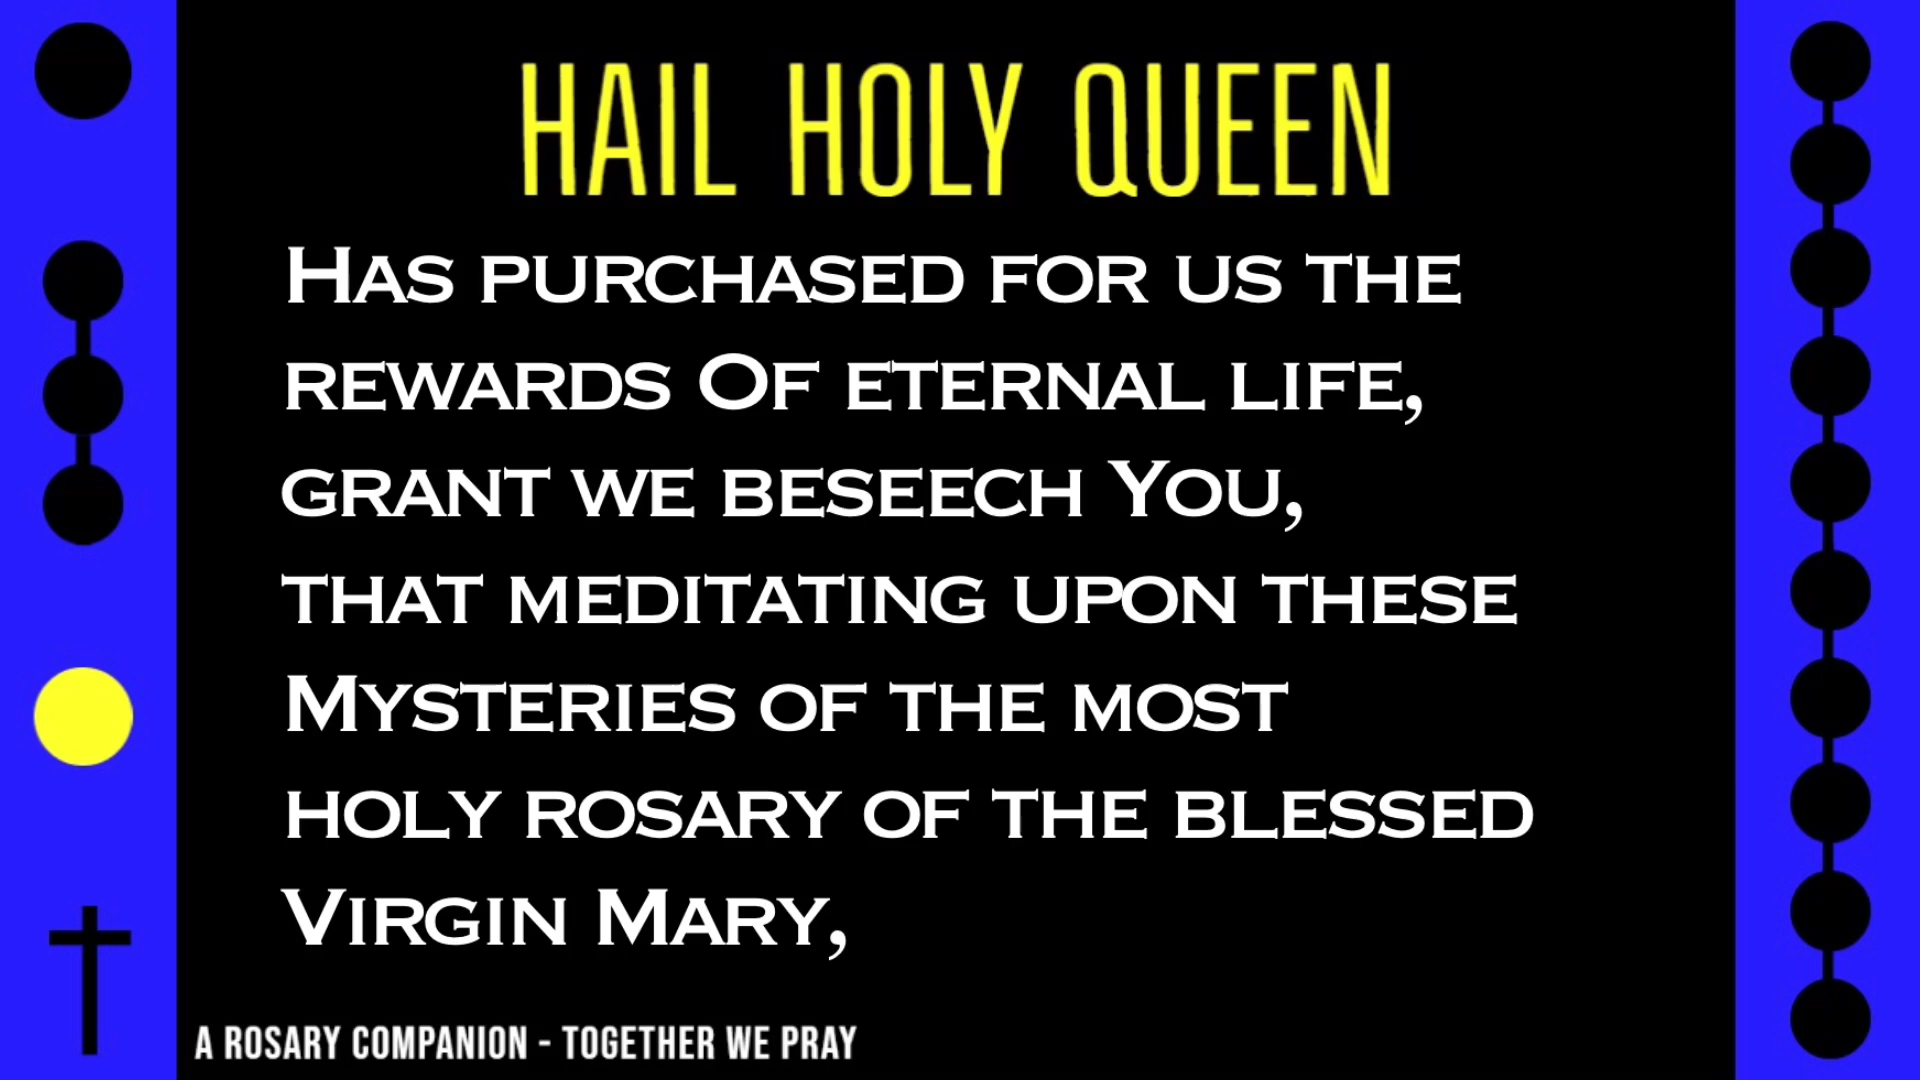 HAIL HOLY QUEEN
Has purchased for us the
rewards Of eternal life,
grant we beseech You,
that meditating upon these
Mysteries of the most
holy rosary of the blessed
Virgin Mary,
A ROSARY COMPANION - TOGETHER WE PRAY